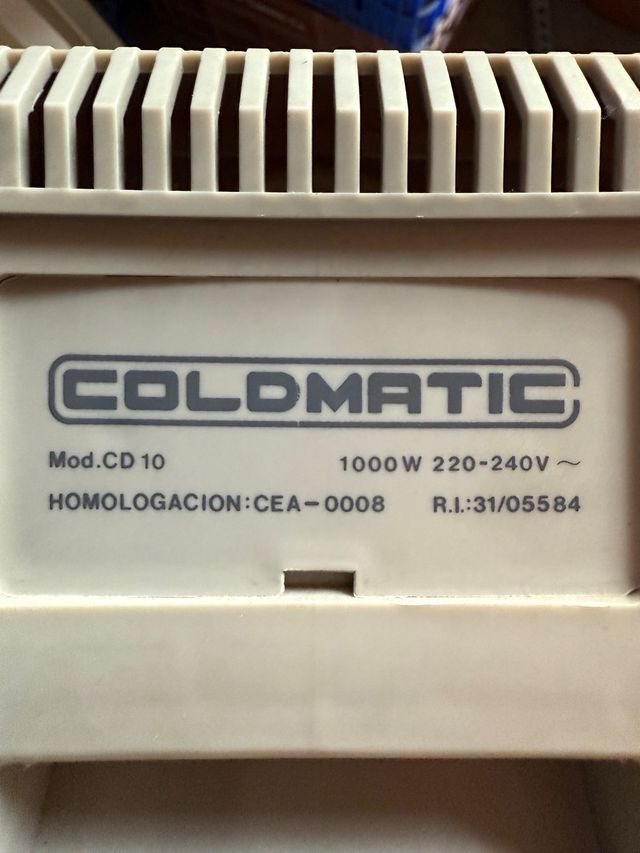 COLDMATIC
Mod.CD 10 1000W 220-240V ~
HOMOLOGACION:CEA-0008 R.I.:31/05584